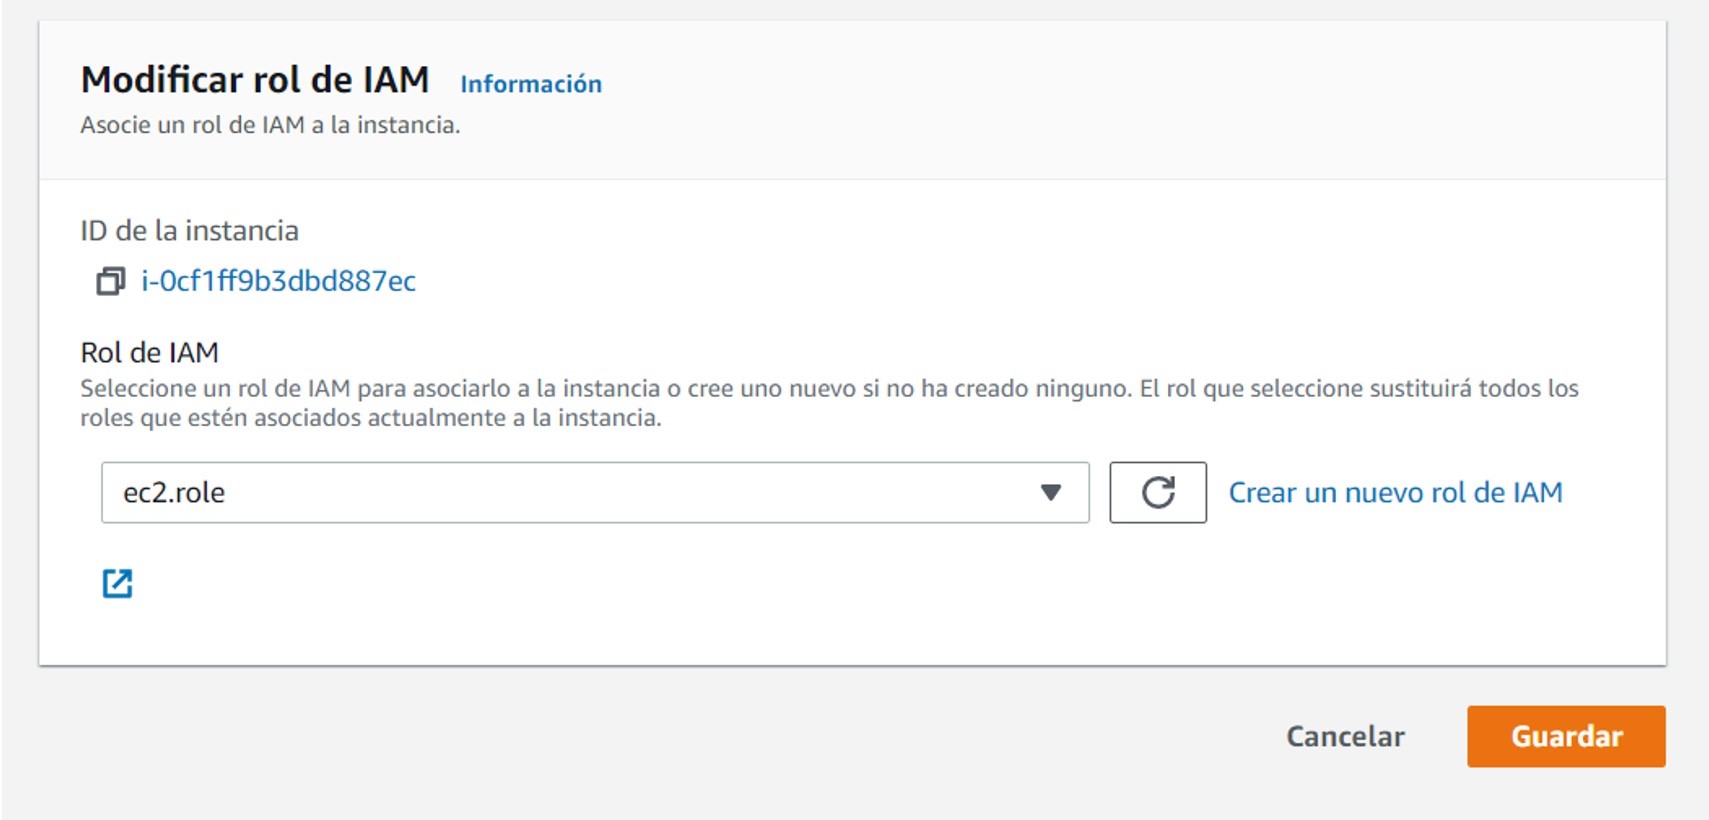 Modificar rol de IAM Información
Asocie un rol de IAM a la instancia.
ID de la instancia
i-0cf1ff9b3dbd887ec
Rol de IAM
Seleccione un rol de IAM para asociarlo a la instancia o cree uno nuevo si no ha creado ninguno. El rol que seleccione sustituirá todos los
roles que estén asociados actualmente a la instancia.
ec2.role Crear un nuevo rol de IAM
Cancelar Guardar